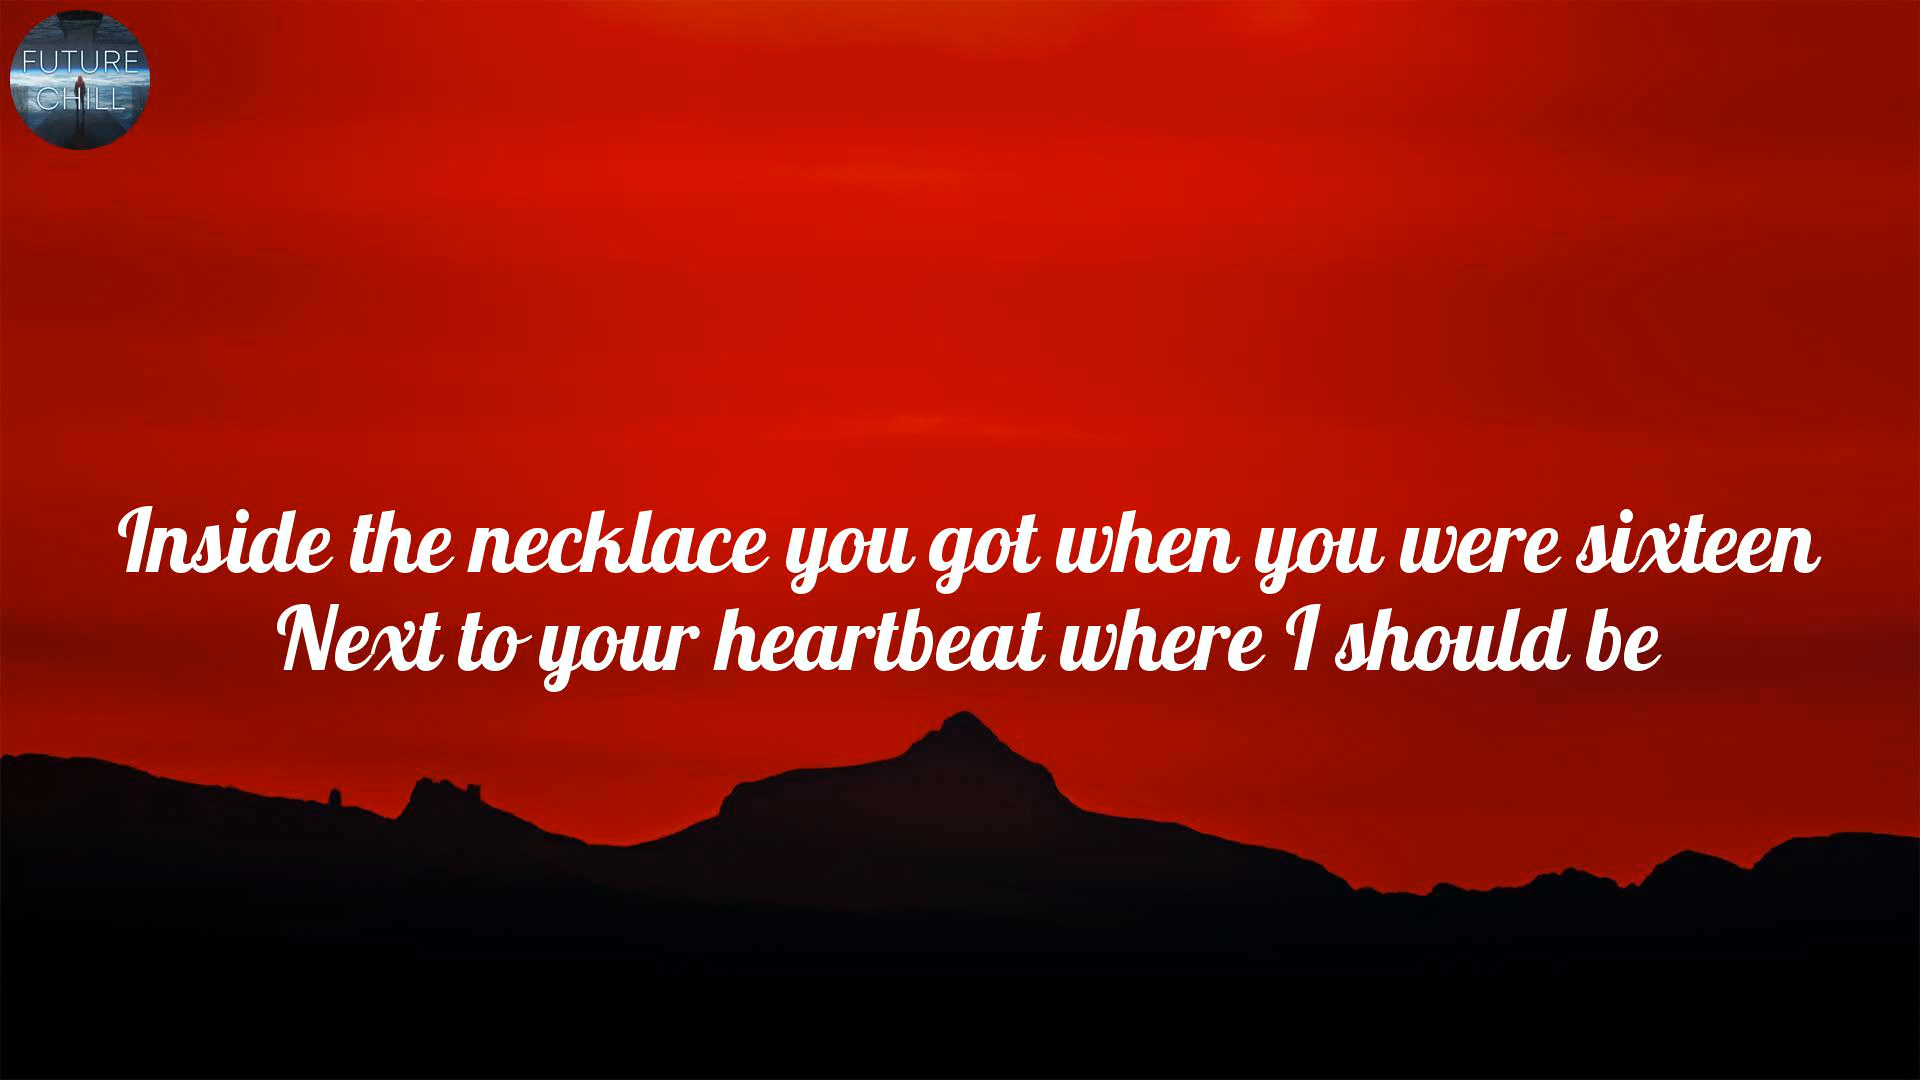 FUTURE
CHILL
Inside the necklace you got when you were sixteen
Next to your heartbeat where I should be